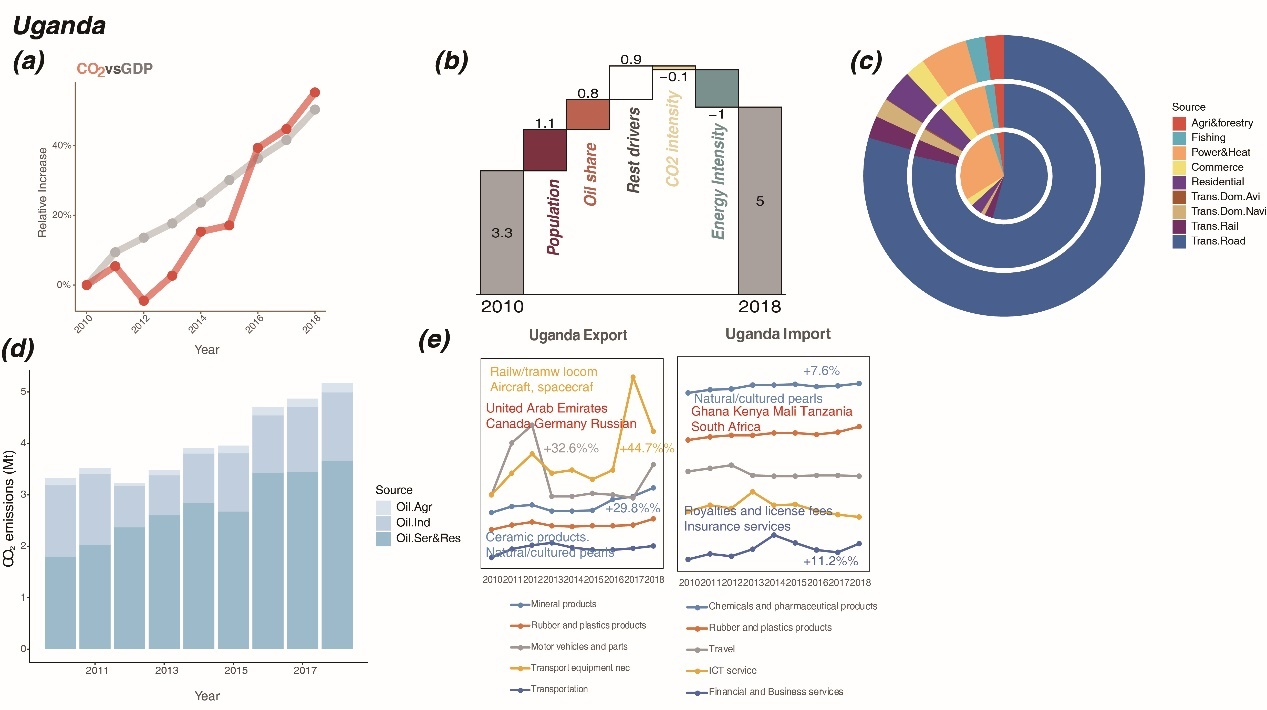 Uganda
(a)
CO2vsGDP
Relative Increase
40%
20%
0%
2010
2012
2014
2016
2018
Year
(b)
3.3
1.1
0.8
0.9
−0.1
−1
5
Population
Oil share
Rest drivers
CO2 intensity
Energy Intensity
2010
2018
(c)
Source
Agri&forestry
Fishing
Power&Heat
Commerce
Residential
Trans.Dom.Avi
Trans.Dom.Navi
Trans.Rail
Trans.Road
(d)
CO2 emissions (Mt)
5
4
3
2
1
0
2011
2013
2015
2017
Year
Source
Oil.Agr
Oil.Ind
Oil.Ser&Res
(e)
Uganda Export
Railw/tramw locom
Aircraft, spacecraf
United Arab Emirates
Canada Germany Russian
+32.6%%
+44.7%%
+29.8%%
Ceramic products.
Natural/cultured pearls
2010 2011 2012 2013 2014 2015 2016 2017 2018
Mineral products
Rubber and plastics products
Motor vehicles and parts
Transport equipment nec
Transportation
Uganda Import
+7.6%
Natural/cultured pearls
Ghana Kenya Mali Tanzania
South Africa
Royalties and license fees
Insurance services
+11.2%%
2010 2011 2012 2013 2014 2015 2016 2017 2018
Chemicals and pharmaceutical products
Rubber and plastics products
Travel
ICT service
Financial and Business services